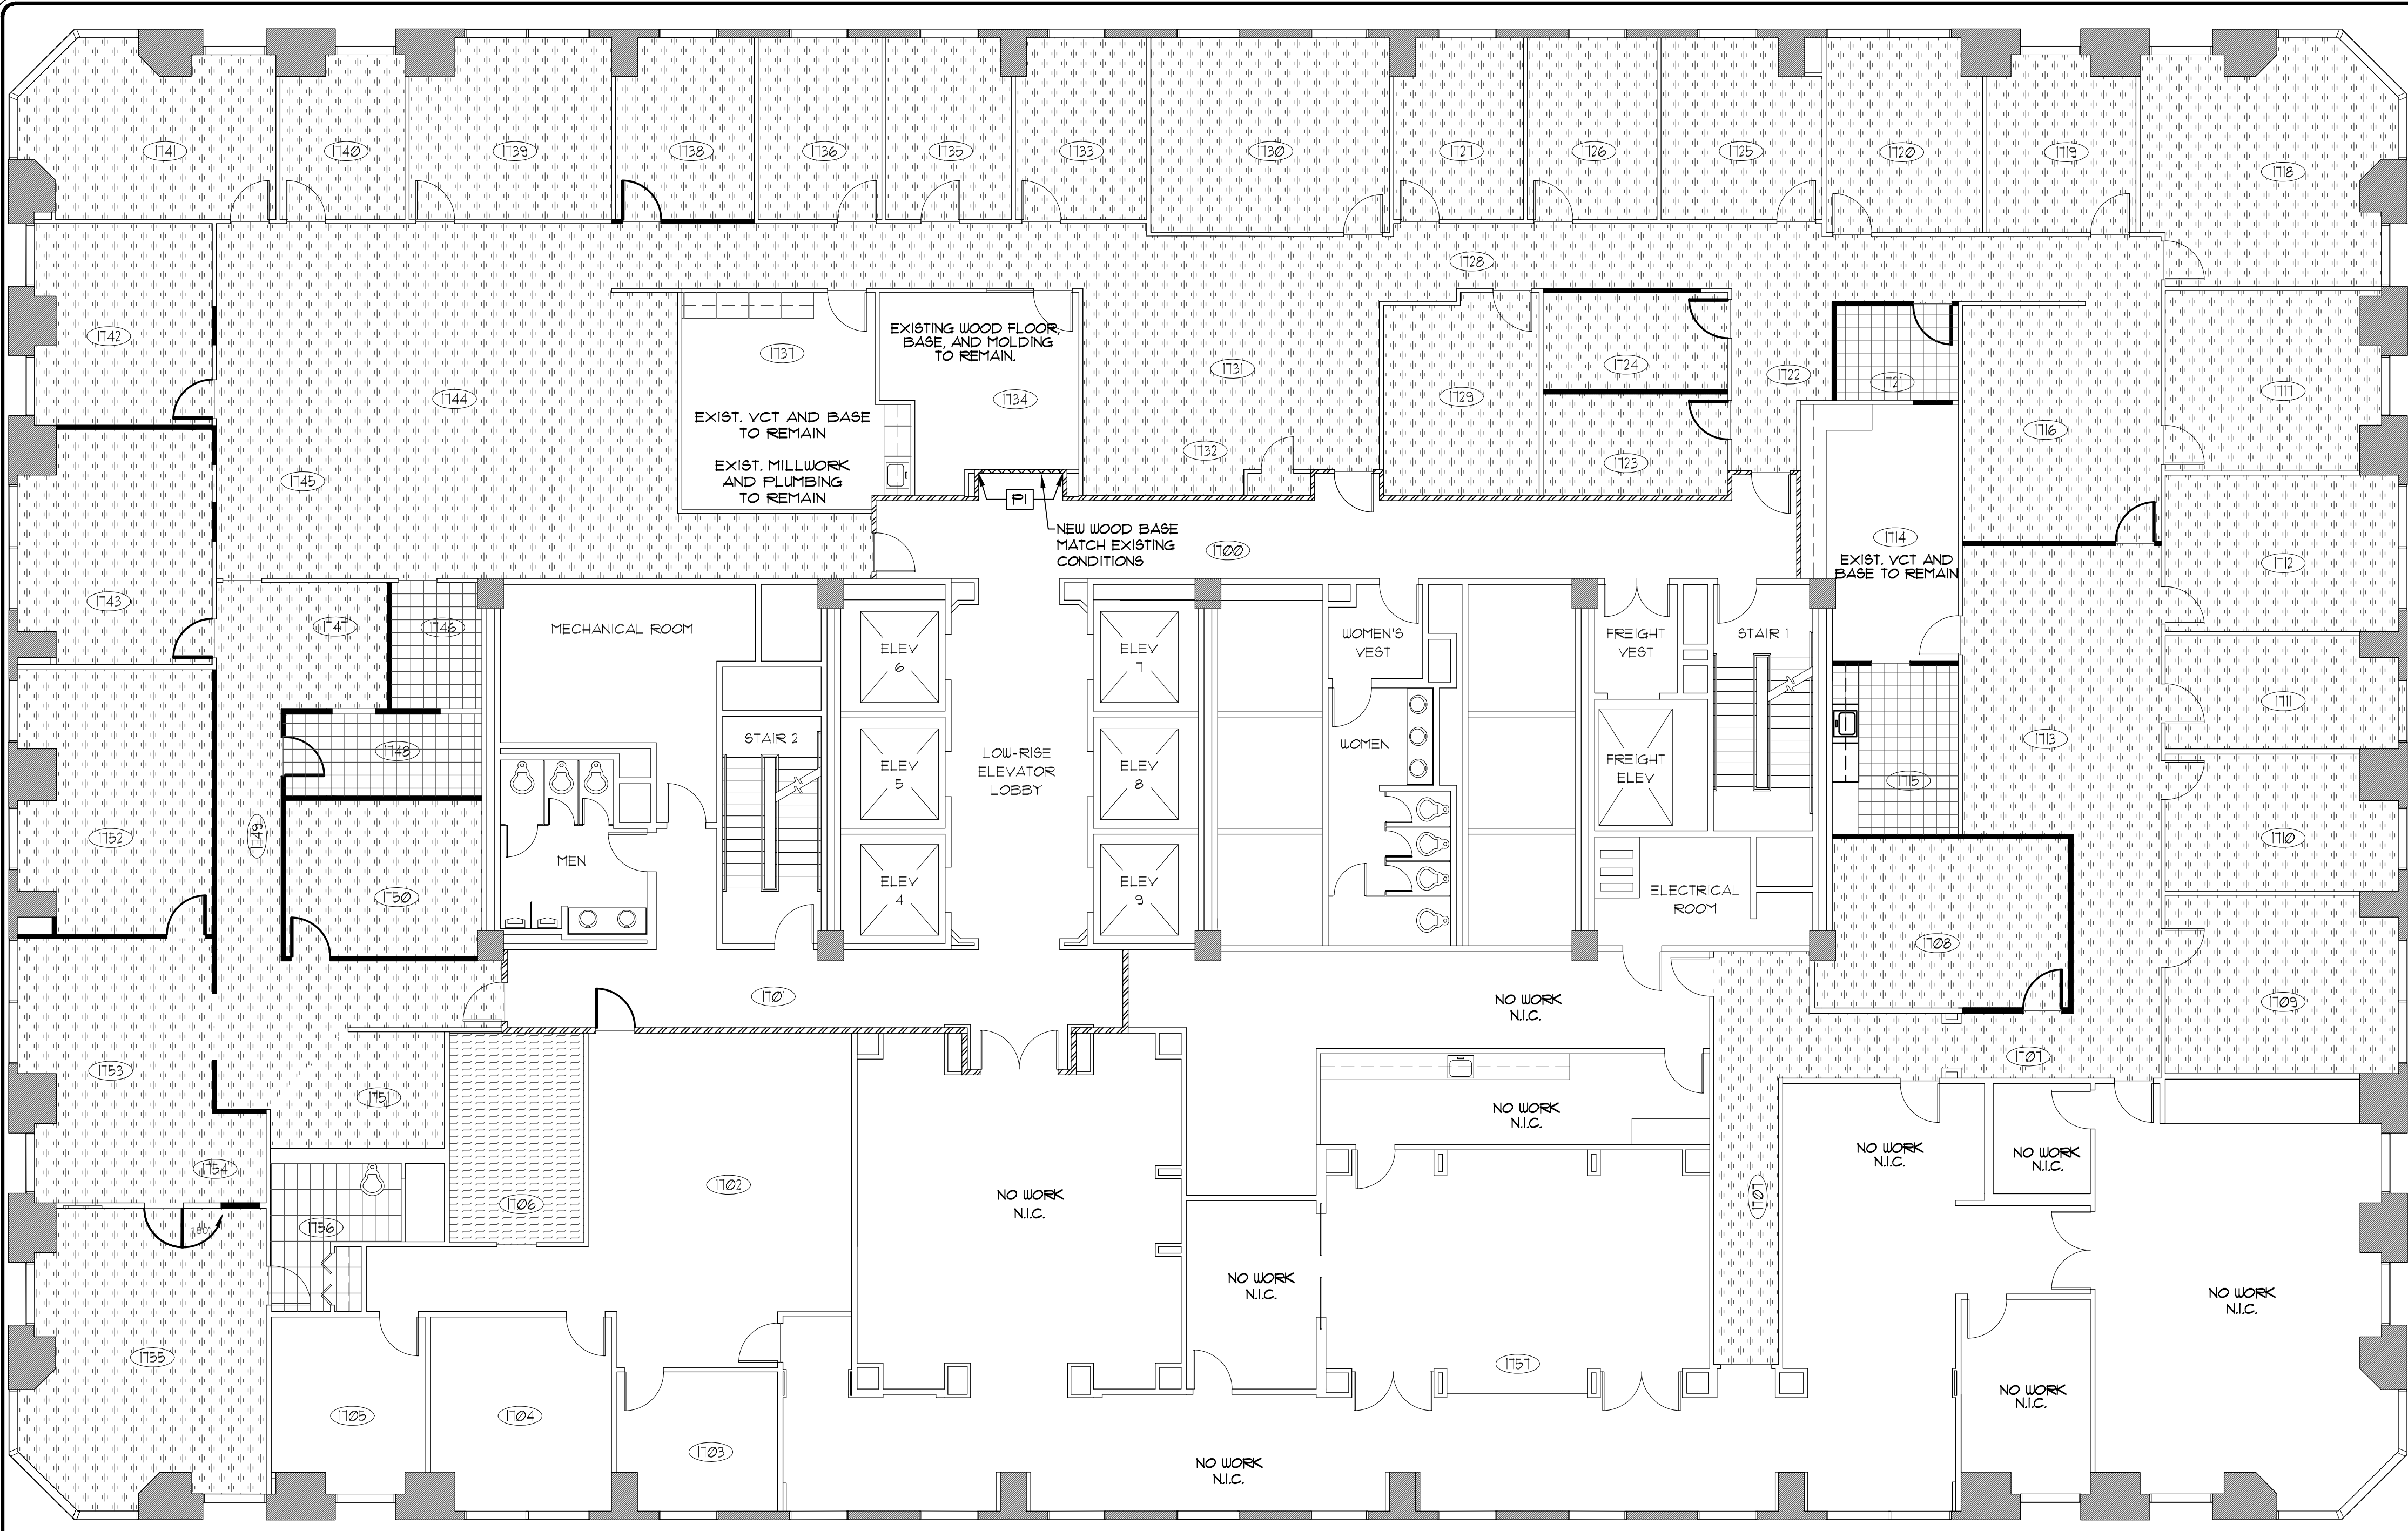 1741
1740
1739
1738
1736
1735
1733
1730
1727
1726
1725
1720
1719
1718
1728
1742
1737
EXISTING WOOD FLOOR,
BASE, AND MOLDING
TO REMAIN.
1734
1731
1724
1722
1721
1717
1744
1729
EXIST. VCT AND BASE
TO REMAIN
1716
1732
1723
EXIST. MILLWORK
AND PLUMBING
TO REMAIN
1745
P1
NEW WOOD BASE
MATCH EXISTING
CONDITIONS
1700
1714
EXIST. VCT AND
BASE TO REMAIN
1712
1743
1747
1746
MECHANICAL ROOM
ELEV
6
ELEV
7
WOMEN'S
VEST
FREIGHT
VEST
STAIR 1
1711
1748
STAIR 2
LOW-RISE
ELEVATOR
LOBBY
ELEV
5
ELEV
8
WOMEN
FREIGHT
ELEV
1713
1715
1752
1749
1710
MEN
1750
ELEV
4
ELEV
9
ELECTRICAL
ROOM
1708
1701
NO WORK
N.I.C.
1709
1753
1707
1751
NO WORK
N.I.C.
NO WORK
N.I.C.
NO WORK
N.I.C.
1754
1702
NO WORK
N.I.C.
1707
1706
1756
180°
NO WORK
N.I.C.
NO WORK
N.I.C.
1755
1757
NO WORK
N.I.C.
1705
1704
1703
NO WORK
N.I.C.